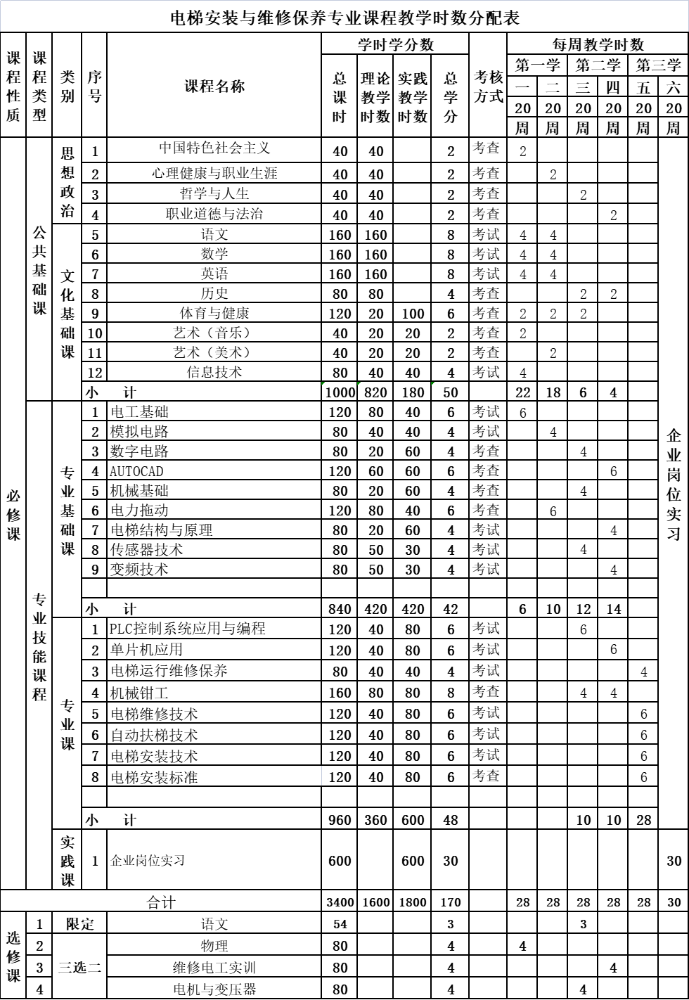 电梯安装与维修保养专业课程教学时数分配表
课程性质 课程类型 类别 序号 课程名称 学时学分数 考核方式 每周教学时数
总课时 理论教学时数 实践教学时数 总学分 第一学 第二学 第三学
一 二 三 四 五 六
20 20 20 20 20 20
周 周 周 周 周 周
必修课 公共基础课 思想政治 1 中国特色社会主义 40 40 2 考查 2 企业岗位实习
2 心理健康与职业生涯 40 40 2 考查 2
3 哲学与人生 40 40 2 考查 2
4 职业道德与法治 40 40 2 考查 2
文化基础课 5 语文 160 160 8 考试 4 4
6 数学 160 160 8 考试 4 4
7 英语 160 160 8 考试 4 4
8 历史 80 80 4 考查 2 2
9 体育与健康 120 20 100 6 考查 2 2 2
10 艺术（音乐） 40 20 20 2 考查 2
11 艺术（美术） 40 20 20 2 考查 2
12 信息技术 80 40 40 4 考试 4
小 计 1000 820 180 50 22 18 6 4
专业技能课程 专业基础课 1 电工基础 120 80 40 6 考试 6
2 模拟电路 80 40 40 4 考试 4
3 数字电路 80 20 60 4 考查 4
4 AUTOCAD 120 60 60 6 考查 6
5 机械基础 80 20 60 4 考查 4
6 电力拖动 120 80 40 6 考查 6
7 电梯结构与原理 80 20 60 4 考试 4
8 传感器技术 80 50 30 4 考试 4
9 变频技术 80 50 30 4 考试 4
小 计 840 420 420 42 6 10 12 14
专业课 1 PLC控制系统应用与编程 120 40 80 6 考试 6
2 单片机应用 120 40 80 6 考试 6
3 电梯运行维修保养 80 40 40 4 考试 4
4 机械钳工 160 80 80 8 考查 4 4
5 电梯维修技术 120 40 80 6 考试 6
6 自动扶梯技术 120 40 80 6 考试 6
7 电梯安装技术 120 40 80 6 考试 6
8 电梯安装标准 120 40 80 6 考查 6
小 计 960 360 600 48 10 10 28
实践课 1 企业岗位实习 600 600 30 30
合计 3400 1600 1800 170 28 28 28 28 28 30
选修课 1 限定 语文 54 3 3
2 三选二 物理 80 4 4
3 维修电工实训 80 4 4
4 电机与变压器 80 4 4